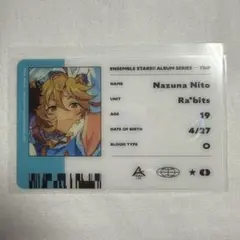 ENSEMBLE STARS!! ALBUM SERIES
NAME Nazuna Nito
UNIT Ra*bits
AGE 19
DATE OF BIRTH 4/27
BLOOD TYPE O